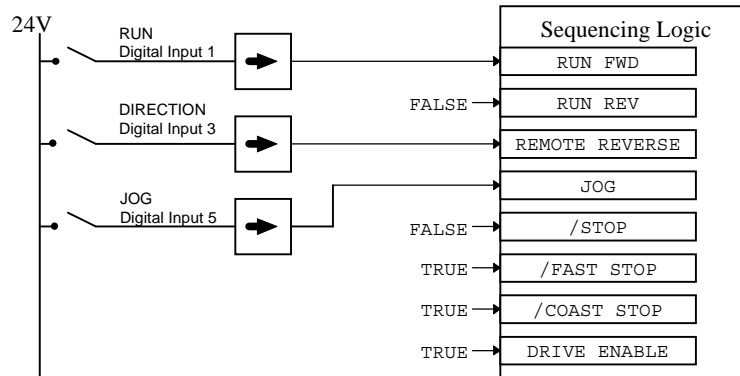 24V
Sequencing Logic
RUN
Digital Input 1
RUN FWD
FALSE
RUN REV
DIRECTION
Digital Input 3
REMOTE REVERSE
JOG
JOG
Digital Input 5
FALSE
/STOP
TRUE
/FAST STOP
TRUE
/COAST STOP
TRUE
DRIVE ENABLE